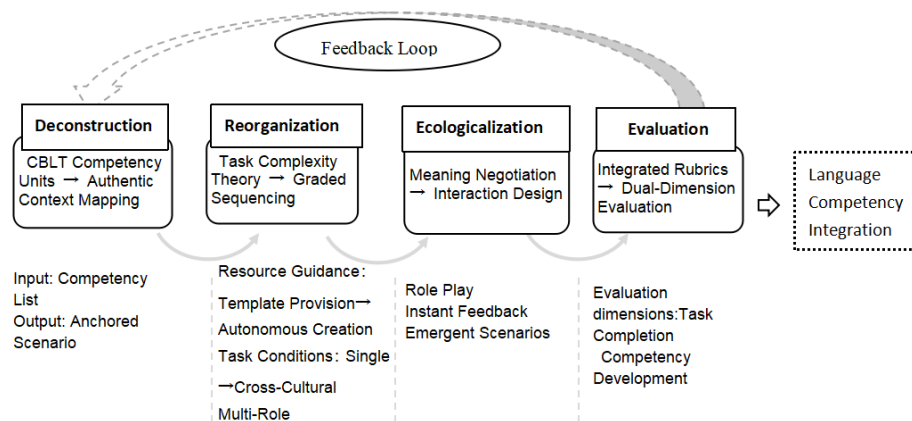 Feedback Loop
Deconstruction
CBLT Competency
Units → Authentic
Context Mapping
Reorganization
Task Complexity
Theory → Graded
Sequencing
Ecologicalization
Meaning Negotiation
→ Interaction Design
Evaluation
Integrated Rubrics
→ Dual-Dimension
Evaluation
Language
Competency
Integration
Input: Competency
List
Output: Anchored
Scenario
Resource Guidance:
Template Provision→
Autonomous Creation
Task Conditions: Single
→Cross-Cultural
Multi-Role
Role Play
Instant Feedback
Emergent Scenarios
Evaluation
dimensions:Task
Completion
Competency
Development